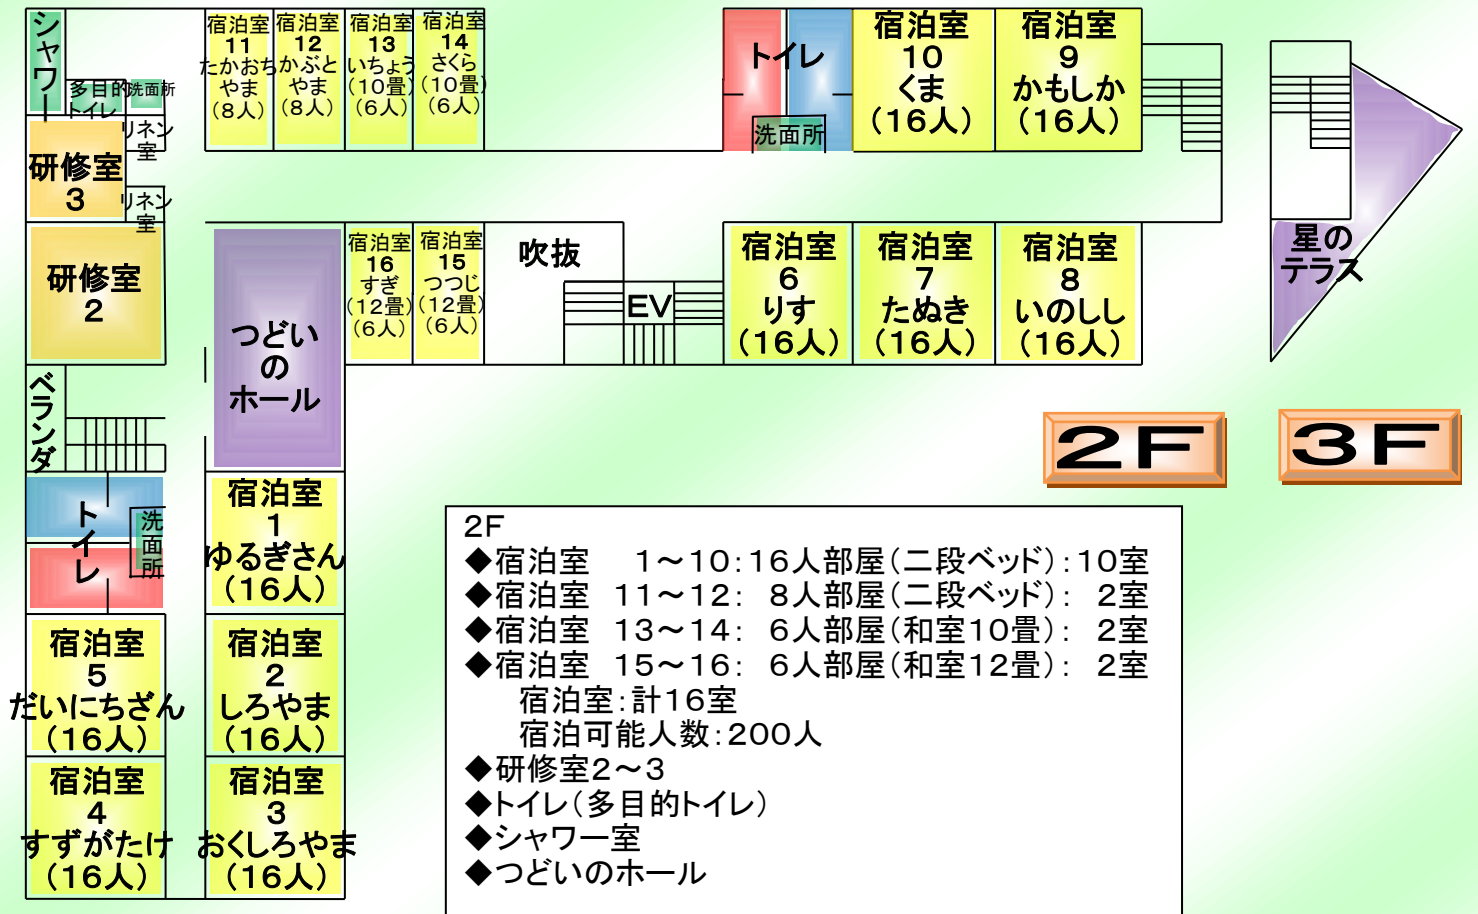 シャワー
多目的
トイレ
洗面所
リネン
室
研修室
3
リネン
室
研修室
2
ベランダ
トイレ
洗面所
宿泊室
5
だいにちざん
（16人）
宿泊室
4
すずがたけ
（16人）
宿泊室
11
たかおち
やま
（8人）
宿泊室
12
かぶと
やま
（8人）
宿泊室
13
いちょう
（10畳）
（6人）
宿泊室
14
さくら
（10畳）
（6人）
つどい
の
ホール
宿泊室
16
すぎ
（12畳）
（6人）
宿泊室
15
つつじ
（12畳）
（6人）
吹抜
EV
宿泊室
1
ゆるぎさん
（16人）
宿泊室
2
しろやま
（16人）
宿泊室
3
おくしろやま
（16人）
トイレ
洗面所
宿泊室
10
くま
（16人）
宿泊室
9
かもしか
（16人）
宿泊室
6
りす
（16人）
宿泊室
7
たぬき
（16人）
宿泊室
8
いのしし
（16人）
星の
テラス
2F
3F
2F
◆宿泊室　1～10：16人部屋（二段ベッド）：10室
◆宿泊室　11～12：　8人部屋（二段ベッド）：　2室
◆宿泊室　13～14：　6人部屋（和室10畳）：　2室
◆宿泊室　15～16：　6人部屋（和室12畳）：　2室
宿泊室：計16室
宿泊可能人数：200人
◆研修室2～3
◆トイレ（多目的トイレ）
◆シャワー室
◆つどいのホール